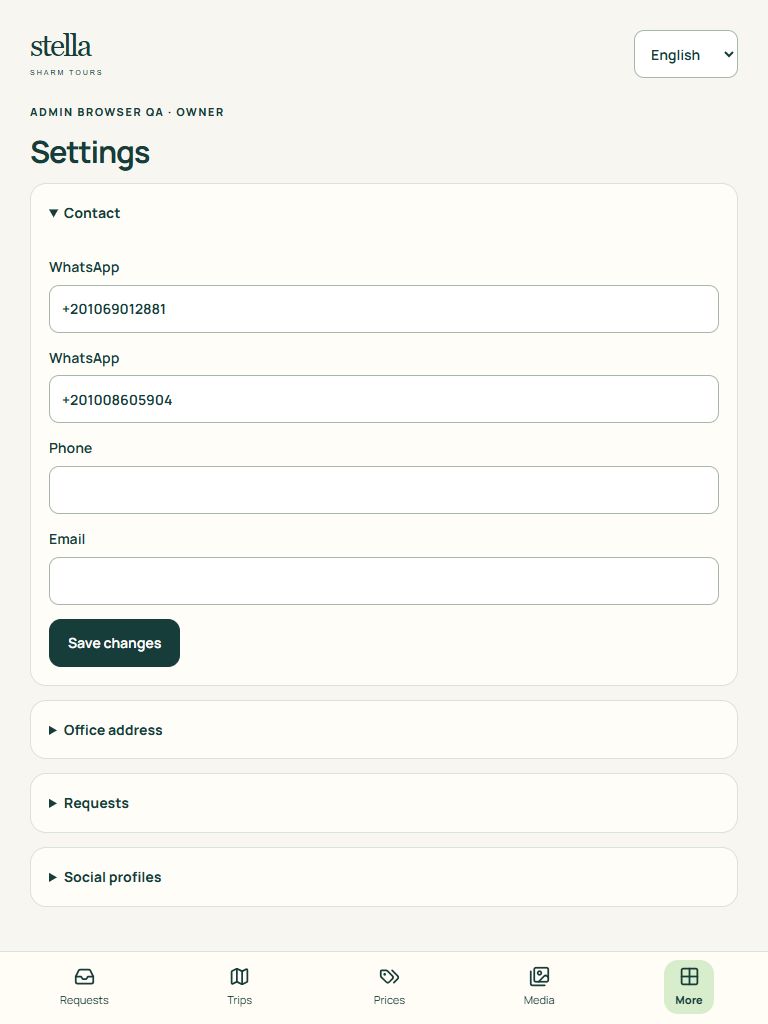 stella
SHARM TOURS
English
ADMIN BROWSER QA · OWNER
Settings
Contact
WhatsApp
+201069012881
WhatsApp
+201008605904
Phone
Email
Save changes
Office address
Requests
Social profiles
Requests
Trips
Prices
Media
More